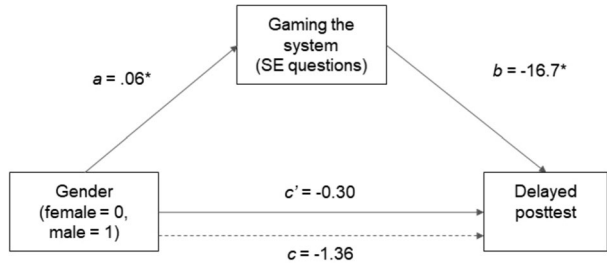 Gaming the
system
(SE questions)
a = .06*
b = -16.7*
Gender
(female = 0,
male = 1)
c' = -0.30
Delayed
posttest
c = -1.36